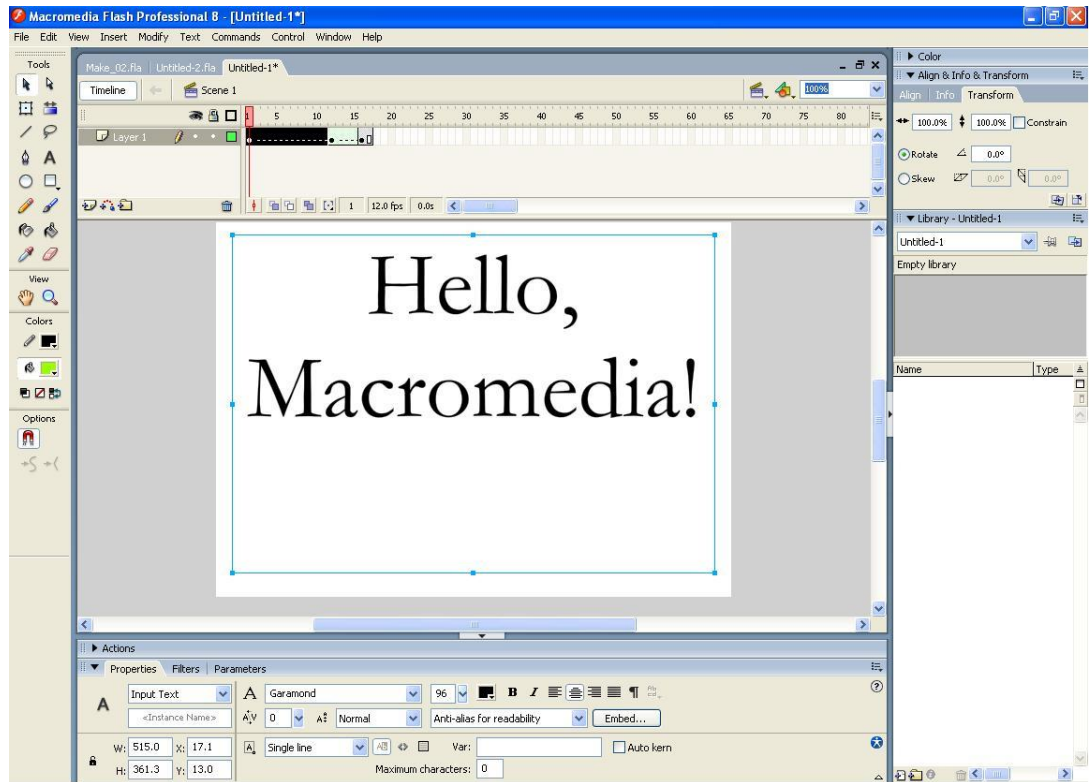 Macromedia Flash Professional 8 - [Untitled-1*]
File Edit View Insert Modify Text Commands Control Window Help
Tools
View
Colors
Options
Make_02.fla Untitled-2.fla Untitled-1*
Timeline Scene 1 100%
1 5 10 15 20 25 30 35 40 45 50 55 60 65 70 75 80
Layer 1
1 12.0 fps 0.0s
Hello,
Macromedia!
Actions
Properties Filters Parameters
A Input Text A Garamond 96 B I
<Instance Name> A V 0 A Normal Anti-alias for readability Embed...
W: 515.0 X: 17.1 A Single line Var: Auto kern
H: 361.3 Y: 13.0 Maximum characters: 0
Color
Align & Info & Transform
Align Info Transform
100.0% 100.0% Constrain
Rotate 0.0°
Skew 0.0° 0.0°
Library - Untitled-1
Untitled-1
Empty library
Name Type